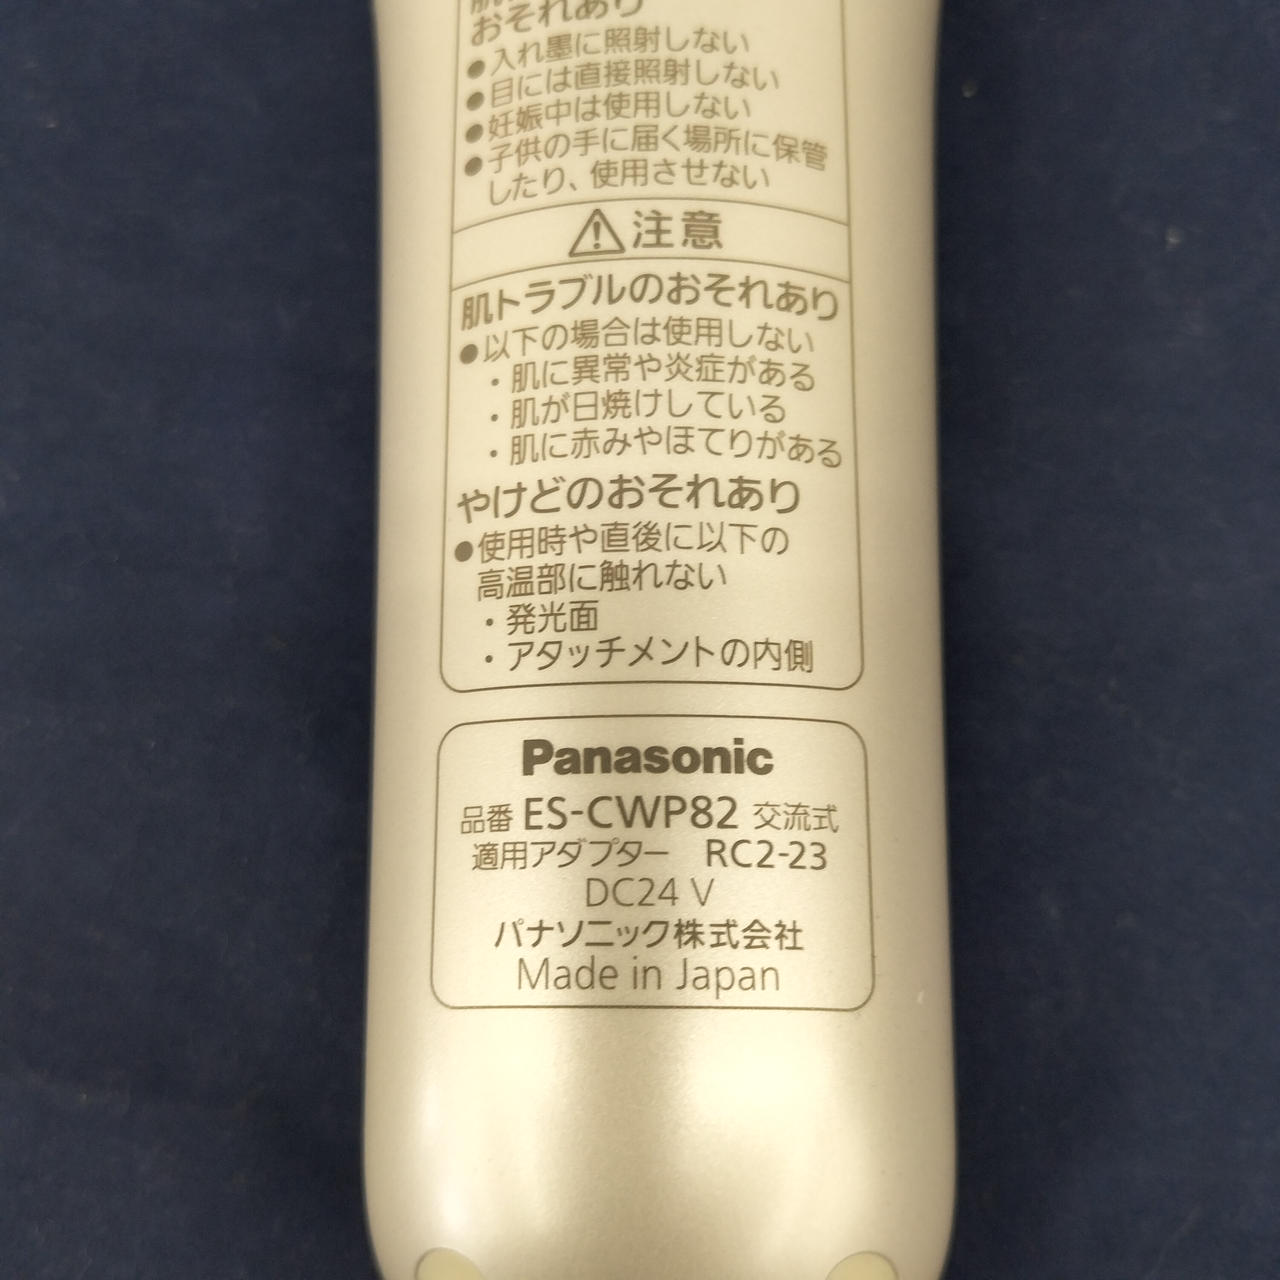 おそれあり
●入れ墨に照射しない
●目には直接照射しない
●妊娠中は使用しない
●子供の手に届く場所に保管
したり、使用させない
注意
肌トラブルのおそれあり
●以下の場合は使用しない
・肌に異常や炎症がある
・肌が日焼けしている
・肌に赤みやほてりがある
やけどのおそれあり
●使用時や直後に以下の
高温部に触れない
・発光面
・アタッチメントの内側
Panasonic
品番 ES-CWP82 交流式
適用アダプター RC2-23
DC24 V
パナソニック株式会社
Made in Japan